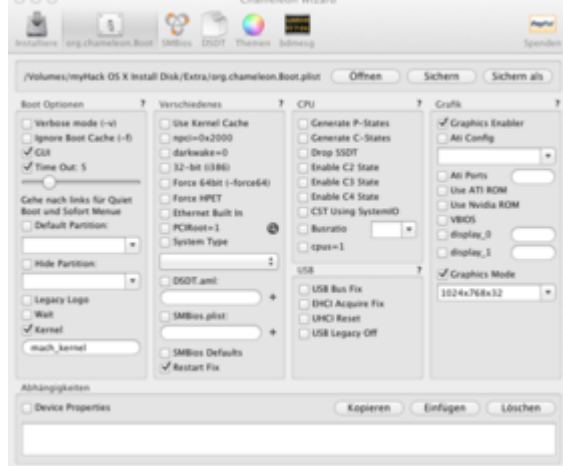 Chameleon Wizard
Installiere org.chameleon.Boot SMBios DSDT Themen bdmesg Spenden
PayPal
/Volumes/myHack OS X Install Disk/Extra/org.chameleon.Boot.plist Öffnen Sichern Sichern als
Boot Optionen ? Verschiedenes ? CPU ? Grafik ?
Verbose mode (-v)
Ignore Boot Cache (-f)
GUI
Time Out: 5
Gehe nach links für Quiet
Boot und Sofort Menue
Default Partition:
Hide Partition:
Legacy Logo
Wait
Kernel
mach_kernel
Use Kernel Cache
npci=0x2000
darkwake=0
32-bit (i386)
Force 64bit (-force64)
Force HPET
Ethernet Built In
PCIRoot=1
System Type
DSDT.aml:
+
SMBios.plist:
+
SMBios Defaults
Restart Fix
Generate P-States
Generate C-States
Drop SSDT
Enable C2 State
Enable C3 State
Enable C4 State
CST Using SystemIO
Busratio
cpus=1
USB ?
USB Bus Fix
EHCI Acquire Fix
UHCI Reset
USB Legacy Off
Graphics Enabler
Ati Config
Ati Ports
Use ATI ROM
Use Nvidia ROM
VBIOS
display_0
display_1
Graphics Mode
1024x768x32
Abhängigkeiten
Device Properties Kopieren Einfügen Löschen